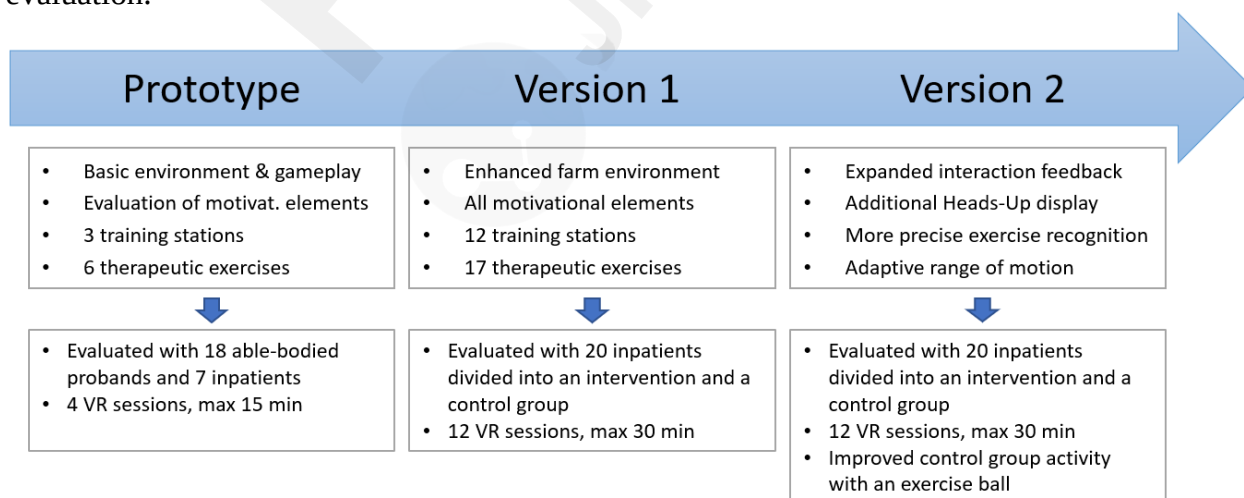 evaluation.
Prototype
Version 1
Version 2
• Basic environment & gameplay
• Evaluation of motivat. elements
• 3 training stations
• 6 therapeutic exercises
• Enhanced farm environment
• All motivational elements
• 12 training stations
• 17 therapeutic exercises
• Expanded interaction feedback
• Additional Heads-Up display
• More precise exercise recognition
• Adaptive range of motion
• Evaluated with 18 able-bodied
probands and 7 inpatients
• 4 VR sessions, max 15 min
• Evaluated with 20 inpatients
divided into an intervention and a
control group
• 12 VR sessions, max 30 min
• Evaluated with 20 inpatients
divided into an intervention and a
control group
• 12 VR sessions, max 30 min
• Improved control group activity
with an exercise ball